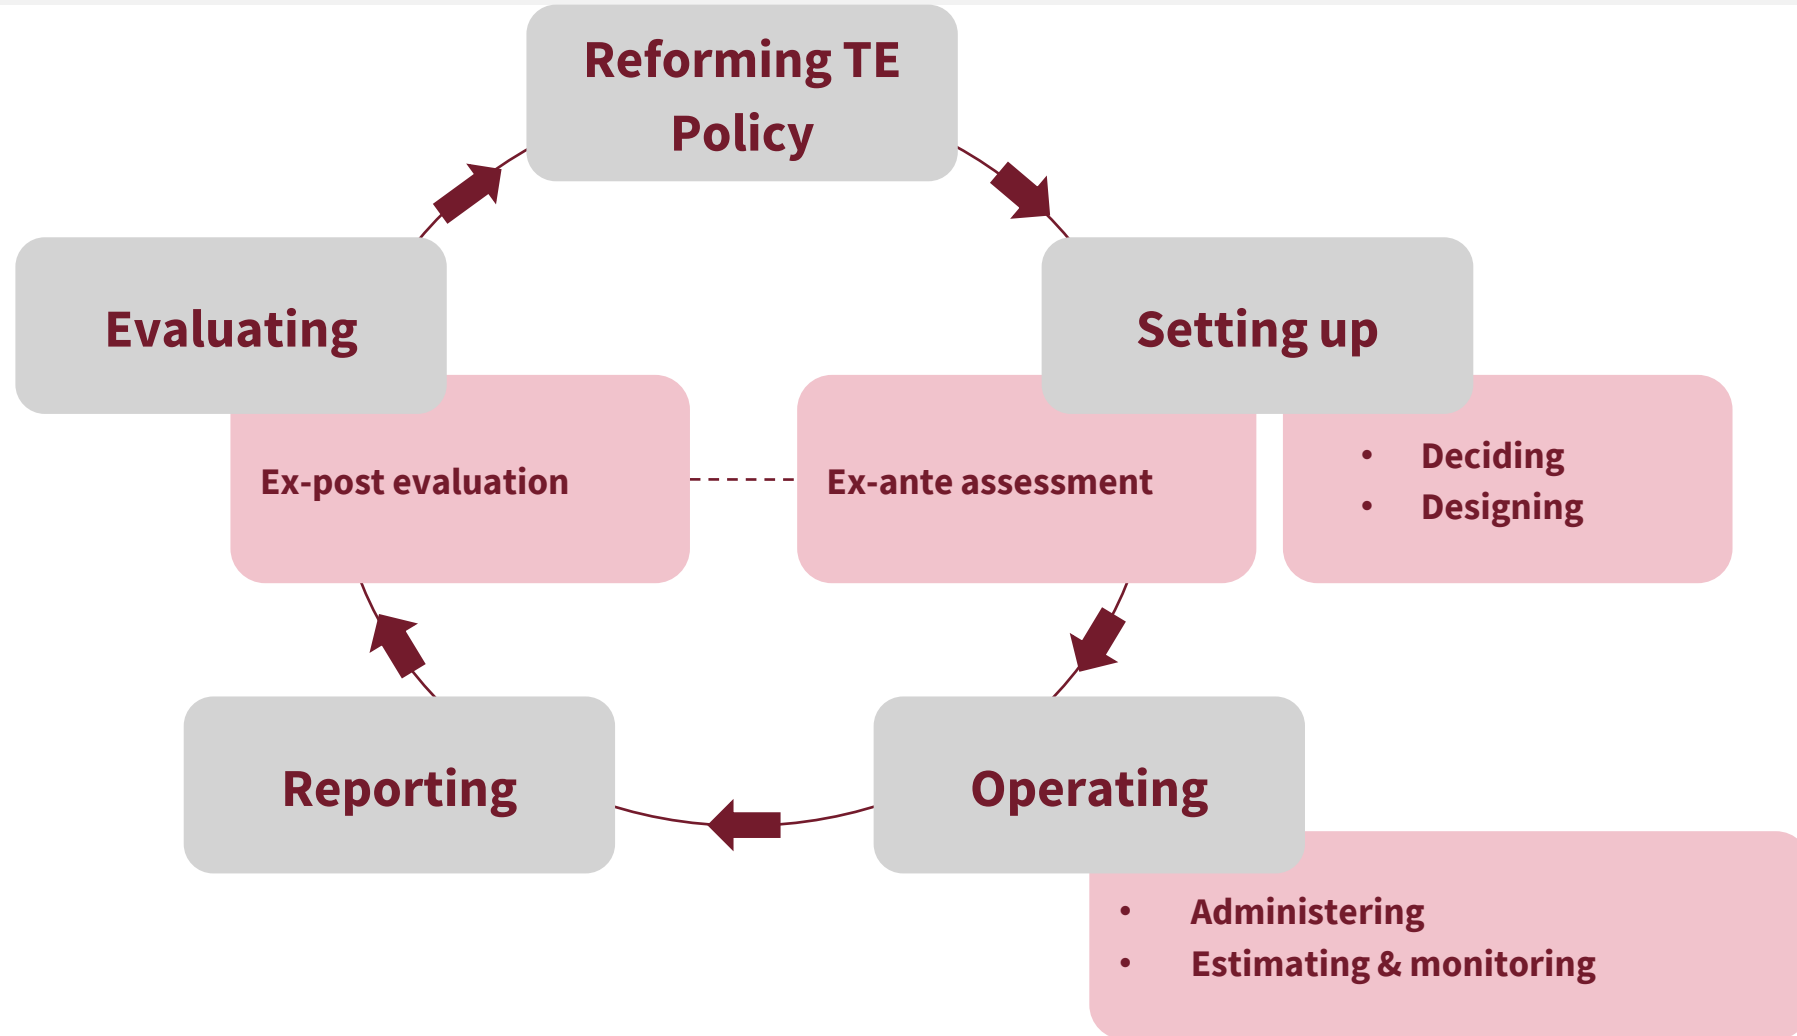 Reforming TE
Policy
Evaluating
Setting up
Ex-post evaluation
Ex-ante assessment
• Deciding
• Designing
Reporting
Operating
• Administering
• Estimating & monitoring